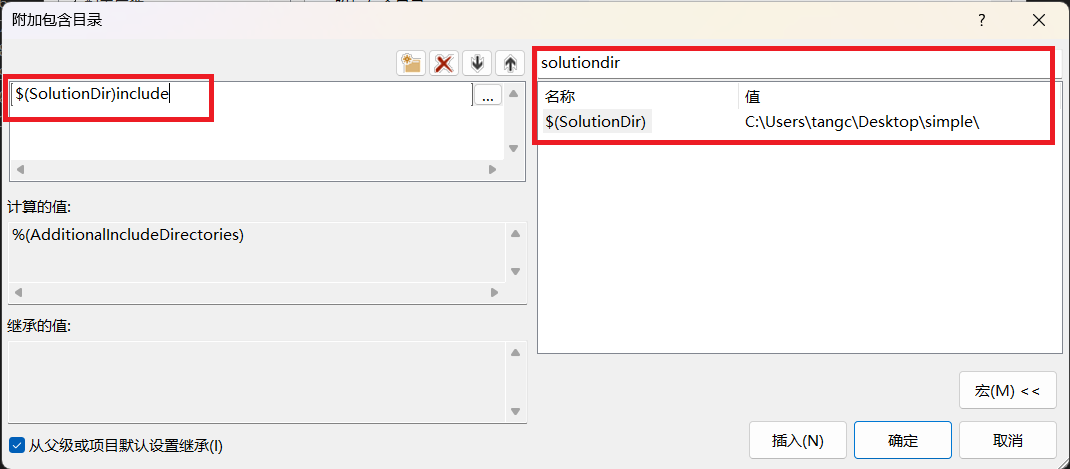 附加包含目录
?
$(SolutionDir)include
...
计算的值:
%(AdditionalIncludeDirectories)
继承的值:
从父级或项目默认设置继承(I)
solutiondir
名称 值
$(SolutionDir) C:\Users\tangc\Desktop\simple\
宏(M) <<
插入(N) 确定 取消